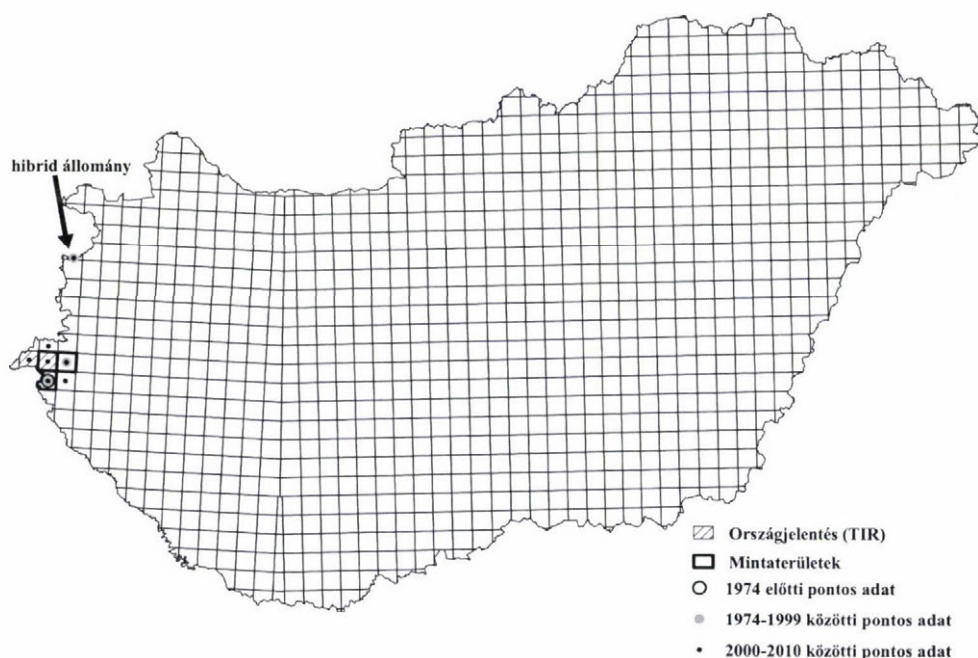 hibrid állomány
Országjelentés (TIR)
Mintaterületek
1974 előtti pontos adat
1974-1999 közötti pontos adat
2000-2010 közötti pontos adat